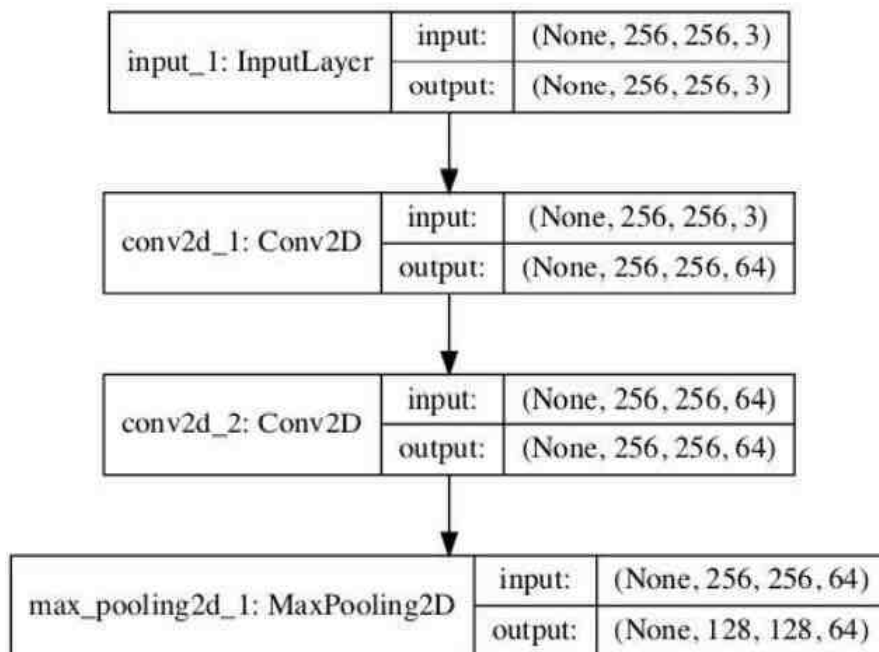 input_1: InputLayer
input: (None, 256, 256, 3)
output: (None, 256, 256, 3)
conv2d_1: Conv2D
input: (None, 256, 256, 3)
output: (None, 256, 256, 64)
conv2d_2: Conv2D
input: (None, 256, 256, 64)
output: (None, 256, 256, 64)
max_pooling2d_1: MaxPooling2D
input: (None, 256, 256, 64)
output: (None, 128, 128, 64)